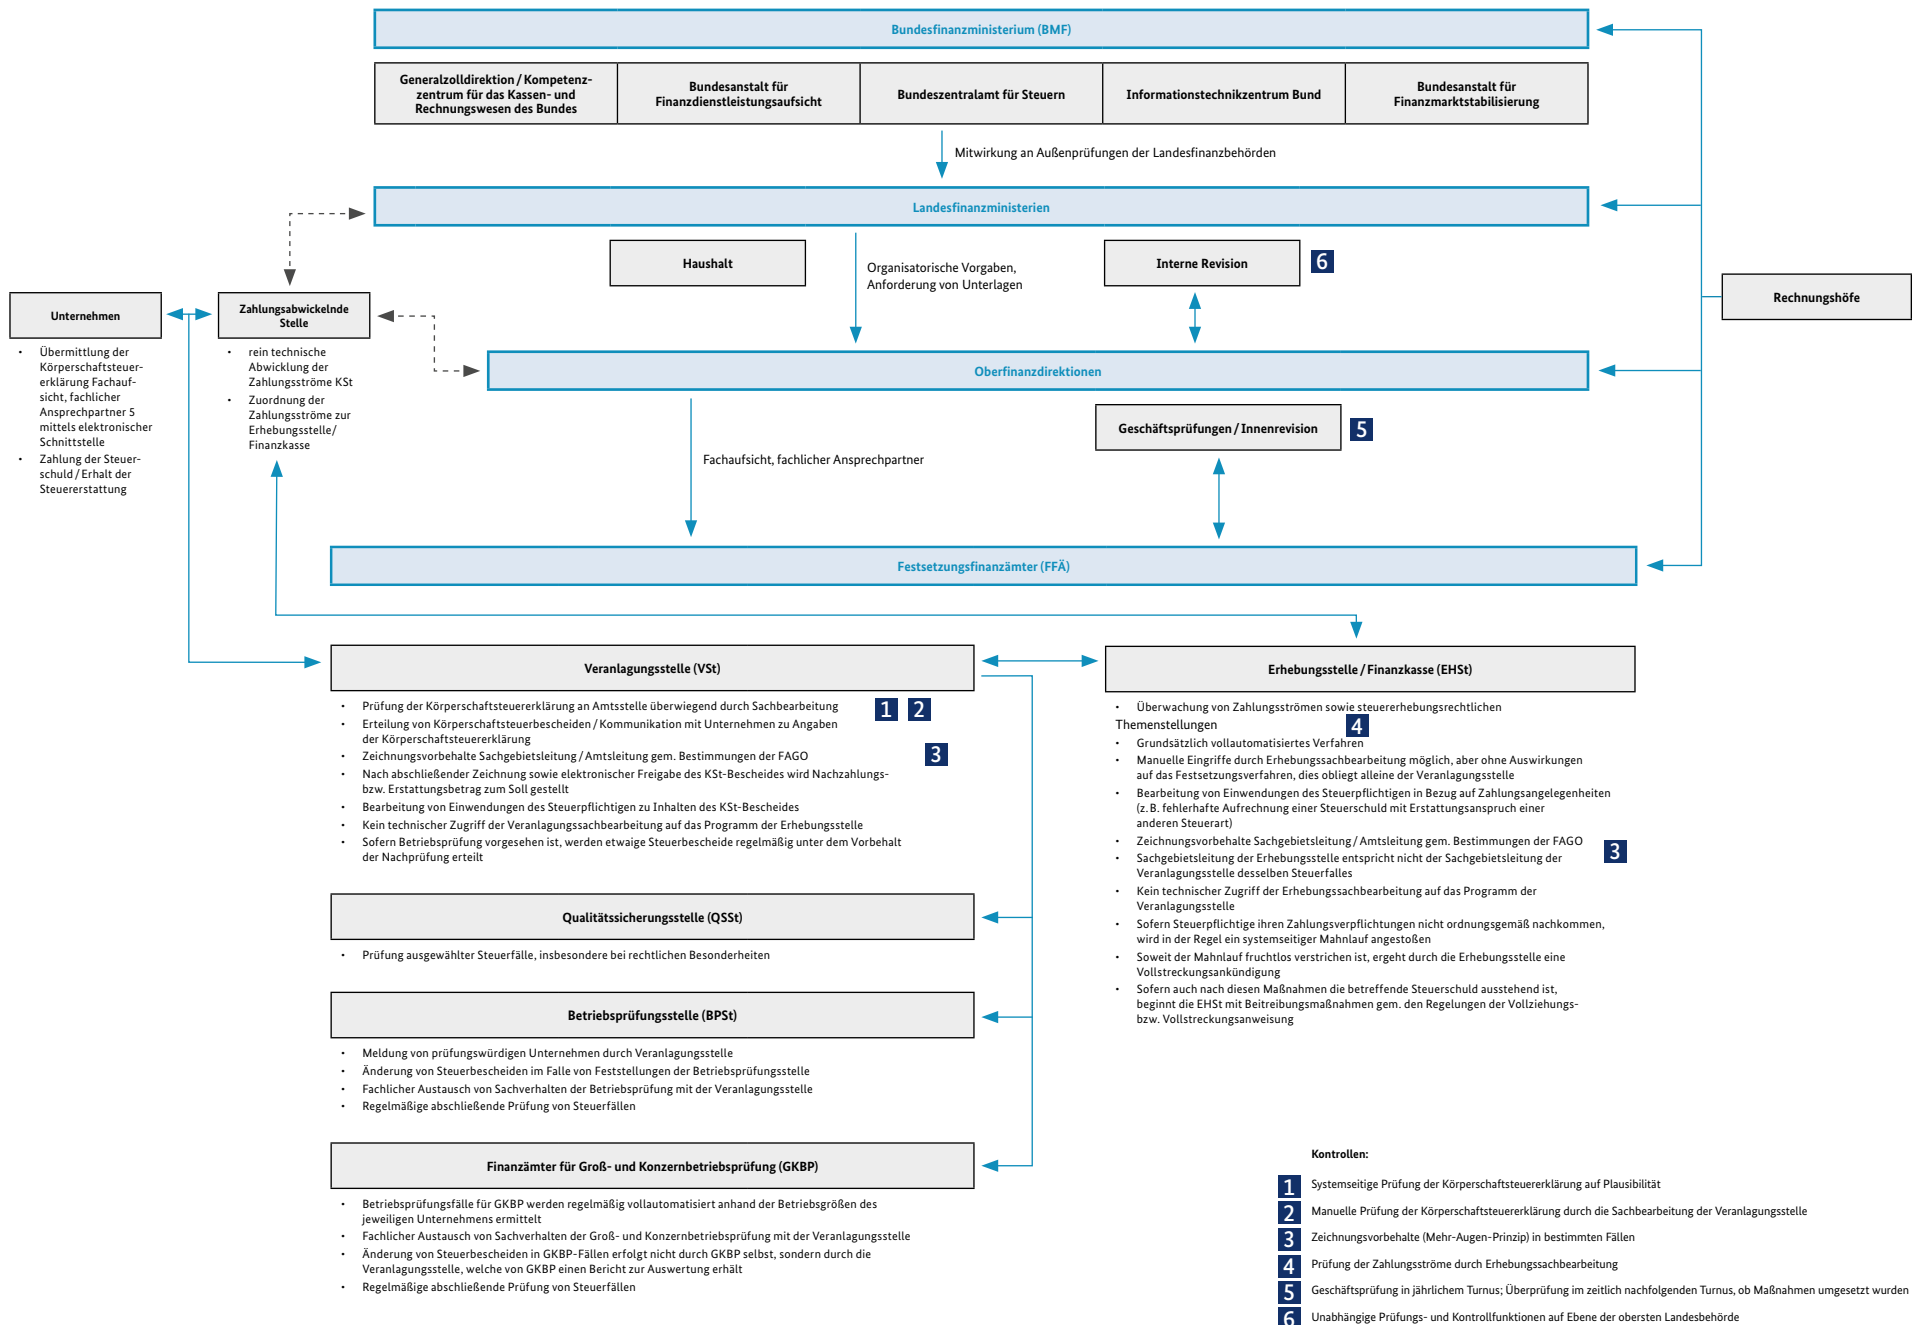 Bundesfinanzministerium (BMF)
Generalzolldirektion / Kompetenz-
zentrum für das Kassen- und
Rechnungswesen des Bundes
Bundesanstalt für
Finanzdienstleistungsaufsicht
Bundeszentralamt für Steuern
Informationstechnikzentrum Bund
Bundesanstalt für
Finanzmarktstabilisierung
Mitwirkung an Außenprüfungen der Landesfinanzbehörden
Landesfinanzministerien
Haushalt
Organisatorische Vorgaben,
Anforderung von Unterlagen
Interne Revision
6
Rechnungshöfe
Unternehmen
• Übermittlung der
Körperschaftsteuer-
erklärung Fachauf-
sicht, fachlicher
Ansprechpartner 5
mittels elektronischer
Schnittstelle
• Zahlung der Steuer-
schuld / Erhalt der
Steuererstattung
Zahlungsabwickelnde
Stelle
• rein technische
Abwicklung der
Zahlungsströme KSt
• Zuordnung der
Zahlungsströme zur
Erhebungsstelle/
Finanzkasse
Oberfinanzdirektionen
Geschäftsprüfungen / Innenrevision
5
Fachaufsicht, fachlicher Ansprechpartner
Festsetzungsfinanzämter (FFÄ)
Veranlagungsstelle (VSt)
• Prüfung der Körperschaftsteuererklärung an Amtsstelle überwiegend durch Sachbearbeitung
1 2
• Erteilung von Körperschaftsteuerbescheiden / Kommunikation mit Unternehmen zu Angaben
der Körperschaftsteuererklärung
• Zeichnungsvorbehalte Sachgebietsleitung / Amtsleitung gem. Bestimmungen der FAGO
3
• Nach abschließender Zeichnung sowie elektronischer Freigabe des KSt-Bescheides wird Nachzahlungs-
bzw. Erstattungsbetrag zum Soll gestellt
• Bearbeitung von Einwendungen des Steuerpflichtigen zu Inhalten des KSt-Bescheides
• Kein technischer Zugriff der Veranlagungssachbearbeitung auf das Programm der Erhebungsstelle
• Sofern Betriebsprüfung vorgesehen ist, werden etwaige Steuerbescheide regelmäßig unter dem Vorbehalt
der Nachprüfung erteilt
Qualitätssicherungsstelle (QSSt)
• Prüfung ausgewählter Steuerfälle, insbesondere bei rechtlichen Besonderheiten
Betriebsprüfungsstelle (BPSt)
• Meldung von prüfungswürdigen Unternehmen durch Veranlagungsstelle
• Änderung von Steuerbescheiden im Falle von Feststellungen der Betriebsprüfungsstelle
• Fachlicher Austausch von Sachverhalten der Betriebsprüfung mit der Veranlagungsstelle
• Regelmäßige abschließende Prüfung von Steuerfällen
Finanzämter für Groß- und Konzernbetriebsprüfung (GKBP)
• Betriebsprüfungsfälle für GKBP werden regelmäßig vollautomatisiert anhand der Betriebsgrößen des
jeweiligen Unternehmens ermittelt
• Fachlicher Austausch von Sachverhalten der Groß- und Konzernbetriebsprüfung mit der Veranlagungsstelle
• Änderung von Steuerbescheiden in GKBP-Fällen erfolgt nicht durch GKBP selbst, sondern durch die
Veranlagungsstelle, welche von GKBP einen Bericht zur Auswertung erhält
• Regelmäßige abschließende Prüfung von Steuerfällen
Erhebungsstelle / Finanzkasse (EHSt)
• Überwachung von Zahlungsströmen sowie steuererhebungsrechtlichen
Themenstellungen
4
• Grundsätzlich vollautomatisiertes Verfahren
• Manuelle Eingriffe durch Erhebungssachbearbeitung möglich, aber ohne Auswirkungen
auf das Festsetzungsverfahren, dies obliegt alleine der Veranlagungsstelle
• Bearbeitung von Einwendungen des Steuerpflichtigen in Bezug auf Zahlungsangelegenheiten
(z. B. fehlerhafte Aufrechnung einer Steuerschuld mit Erstattungsanspruch einer
anderen Steuerart)
• Zeichnungsvorbehalte Sachgebietsleitung / Amtsleitung gem. Bestimmungen der FAGO
3
• Sachgebietsleitung der Erhebungsstelle entspricht nicht der Sachgebietsleitung der
Veranlagungsstelle desselben Steuerfalles
• Kein technischer Zugriff der Erhebungssachbearbeitung auf das Programm der
Veranlagungsstelle
• Sofern Steuerpflichtige ihren Zahlungsverpflichtungen nicht ordnungsgemäß nachkommen,
wird in der Regel ein systemseitiger Mahnlauf angestoßen
• Soweit der Mahnlauf fruchtlos verstrichen ist, ergeht durch die Erhebungsstelle eine
Vollstreckungsankündigung
• Sofern auch nach diesen Maßnahmen die betreffende Steuerschuld ausstehend ist,
beginnt die EHSt mit Beitreibungsmaßnahmen gem. den Regelungen der Vollziehungs-
bzw. Vollstreckungsanweisung
Kontrollen:
1 Systemseitige Prüfung der Körperschaftsteuererklärung auf Plausibilität
2 Manuelle Prüfung der Körperschaftsteuererklärung durch die Sachbearbeitung der Veranlagungsstelle
3 Zeichnungsvorbehalte (Mehr-Augen-Prinzip) in bestimmten Fällen
4 Prüfung der Zahlungsströme durch Erhebungssachbearbeitung
5 Geschäftsprüfung in jährlichem Turnus; Überprüfung im zeitlich nachfolgenden Turnus, ob Maßnahmen umgesetzt wurden
6 Unabhängige Prüfungs- und Kontrollfunktionen auf Ebene der obersten Landesbehörde